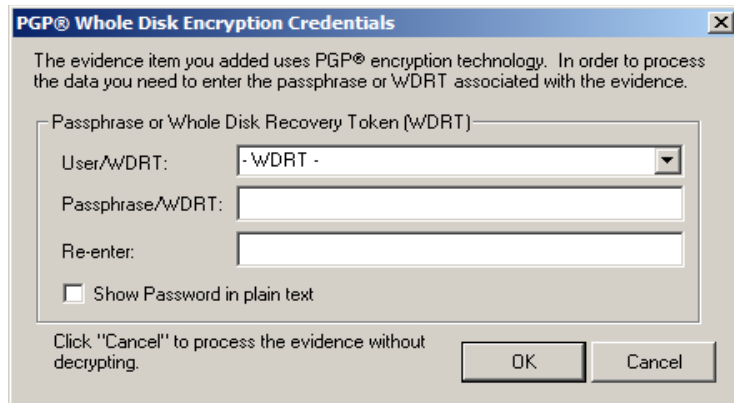 PGP® Whole Disk Encryption Credentials
The evidence item you added uses PGP® encryption technology.  In order to process
the data you need to enter the passphrase or WDRT associated with the evidence.
Passphrase or Whole Disk Recovery Token (WDRT)
User/WDRT:
- WDRT -
Passphrase/WDRT:
Re-enter:
Show Password in plain text
Click "Cancel" to process the evidence without
decrypting.
OK
Cancel